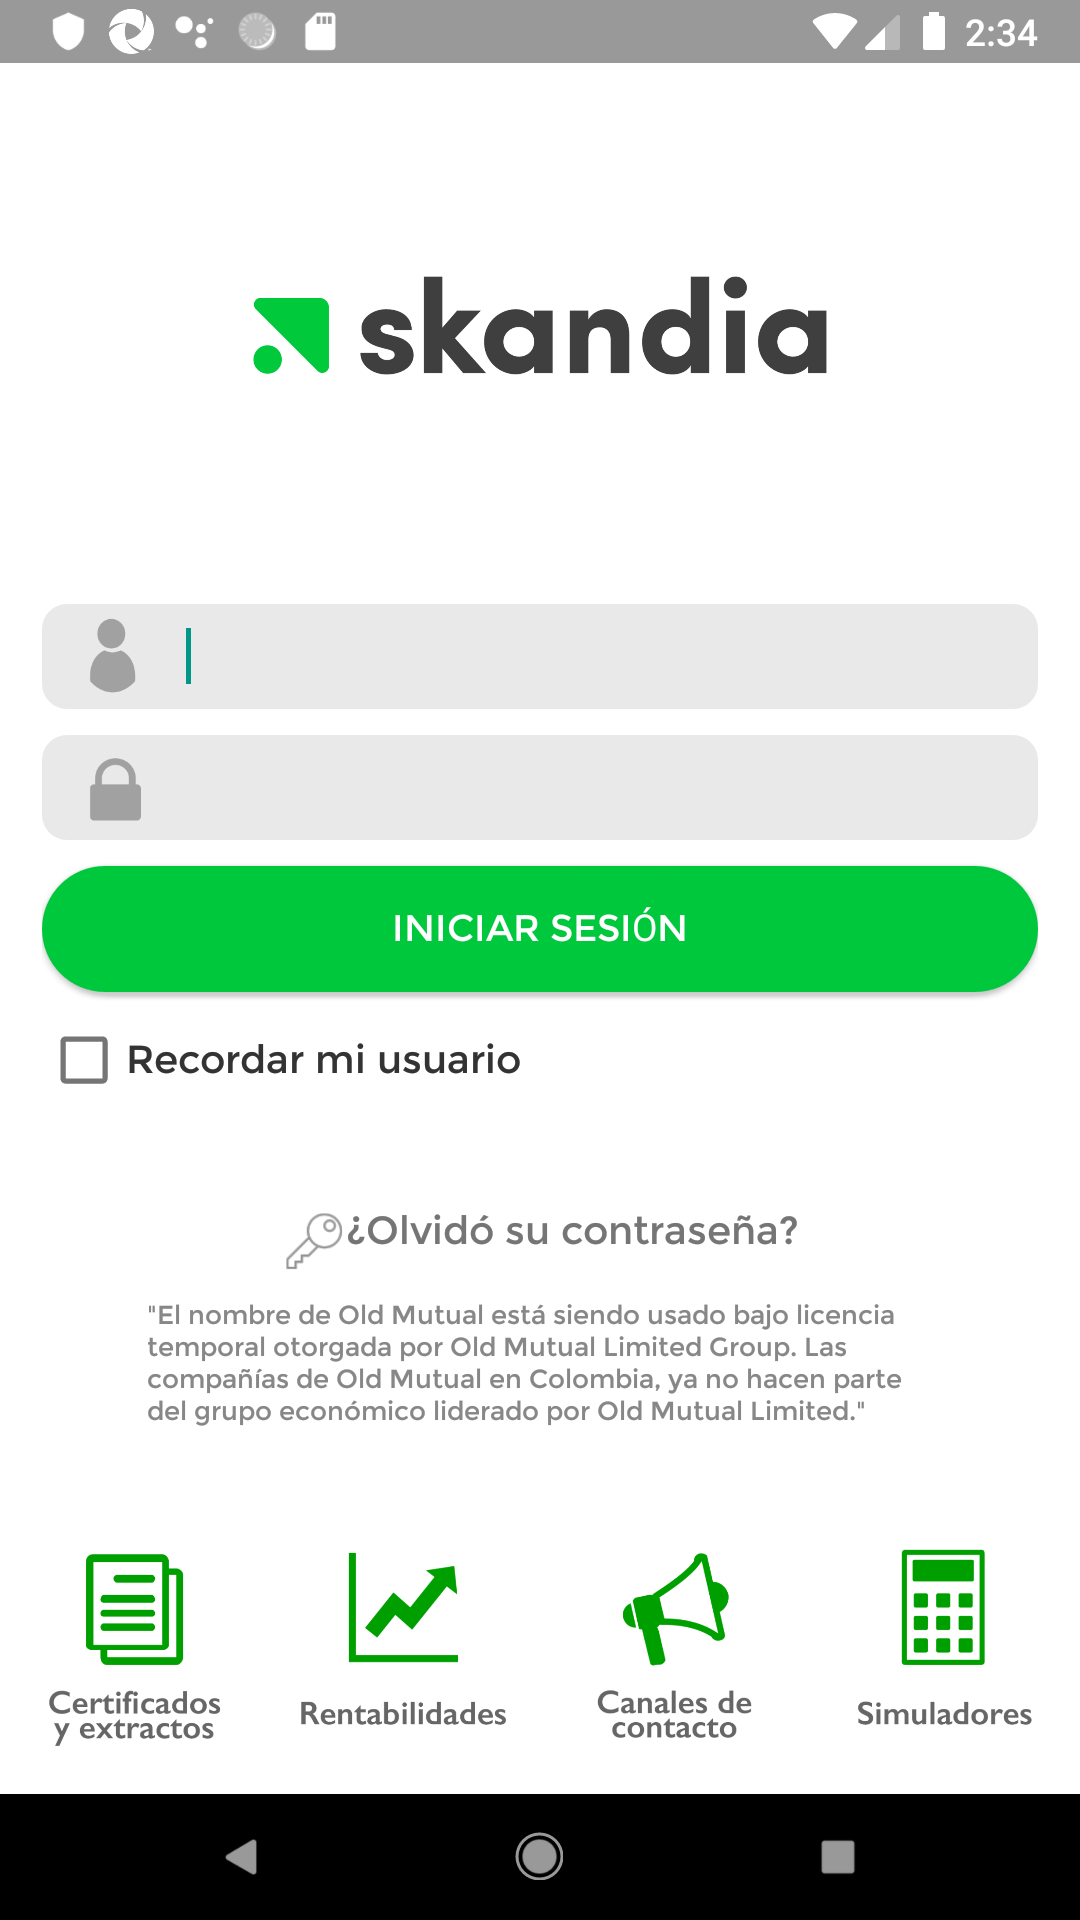 2:34
skandia
INICIAR SESIÓN
Recordar mi usuario
¿Olvidó su contraseña?
"El nombre de Old Mutual está siendo usado bajo licencia
temporal otorgada por Old Mutual Limited Group. Las
compañías de Old Mutual en Colombia, ya no hacen parte
del grupo económico liderado por Old Mutual Limited."
Certificados
y extractos
Rentabilidades
Canales de
contacto
Simuladores